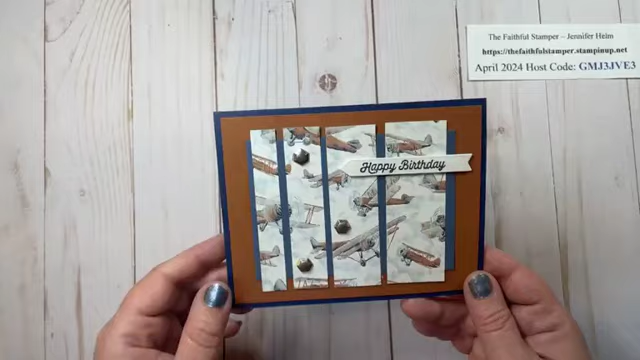 The Faithful Stamper – Jennifer Heim
https://thefaithfulstamper.stampinup.net
April 2024 Host Code: GMJ3JVE3
Happy Birthday